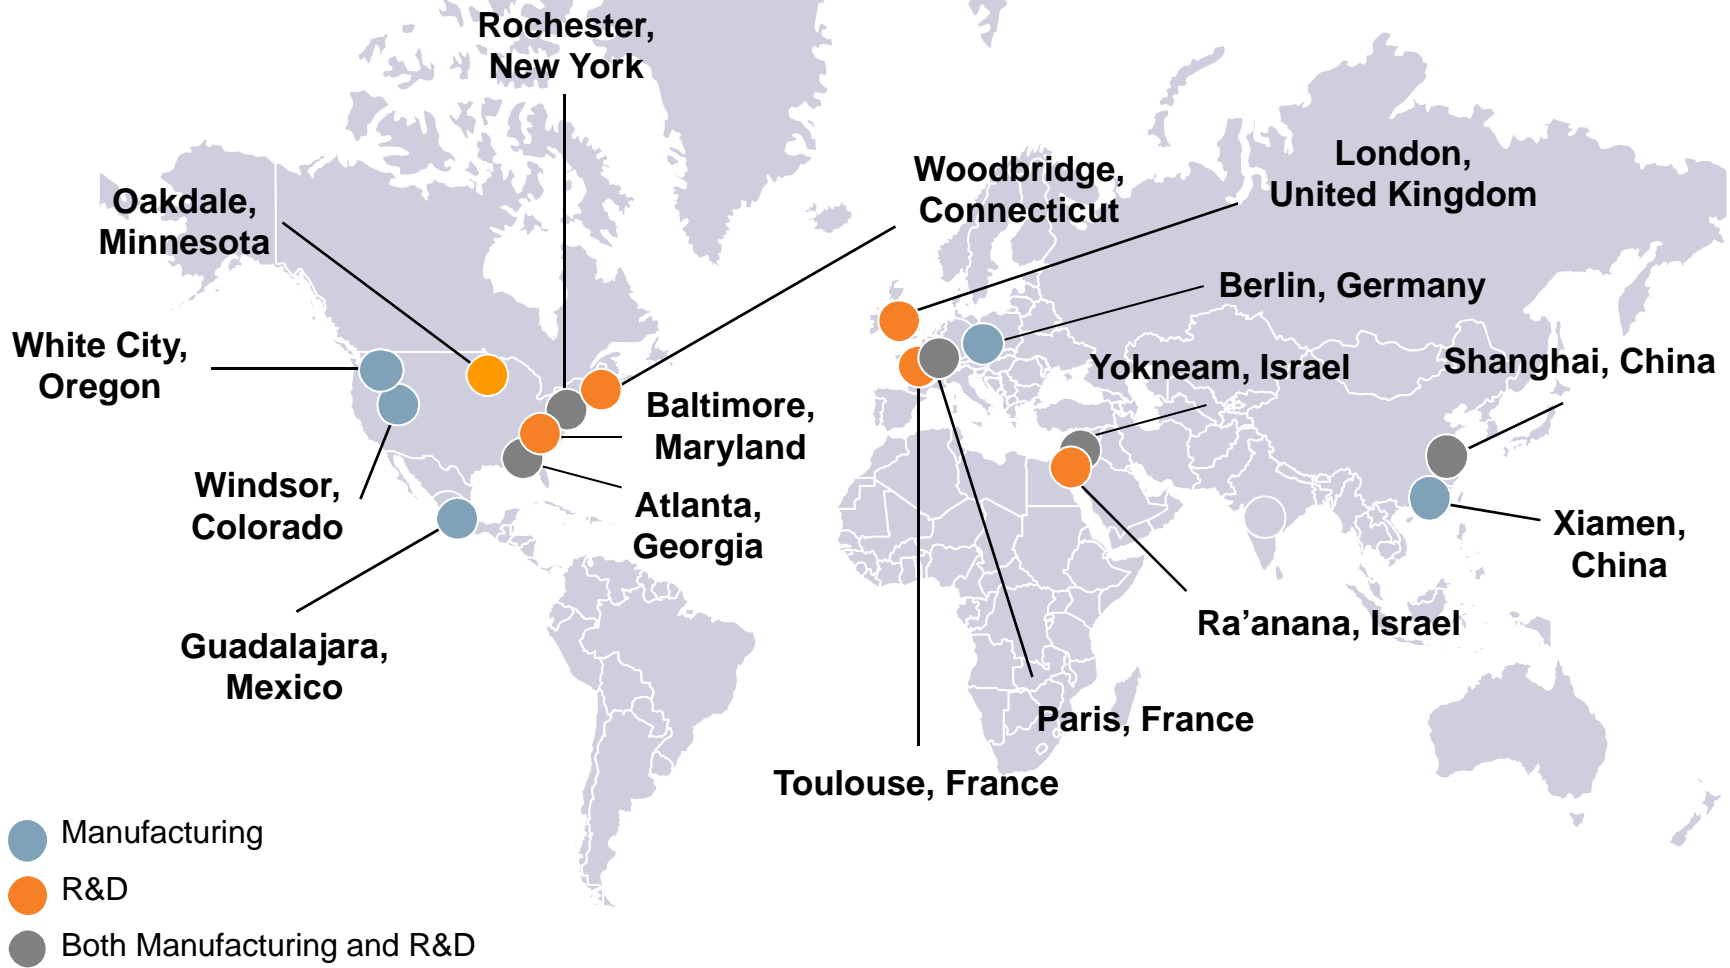 Rochester,
New York
Woodbridge,
Connecticut
London,
United Kingdom
Oakdale,
Minnesota
Berlin, Germany
White City,
Oregon
Yokneam, Israel
Shanghai, China
Baltimore,
Maryland
Windsor,
Colorado
Atlanta,
Georgia
Xiamen,
China
Ra’anana, Israel
Guadalajara,
Mexico
Paris, France
Toulouse, France
Manufacturing
R&D
Both Manufacturing and R&D